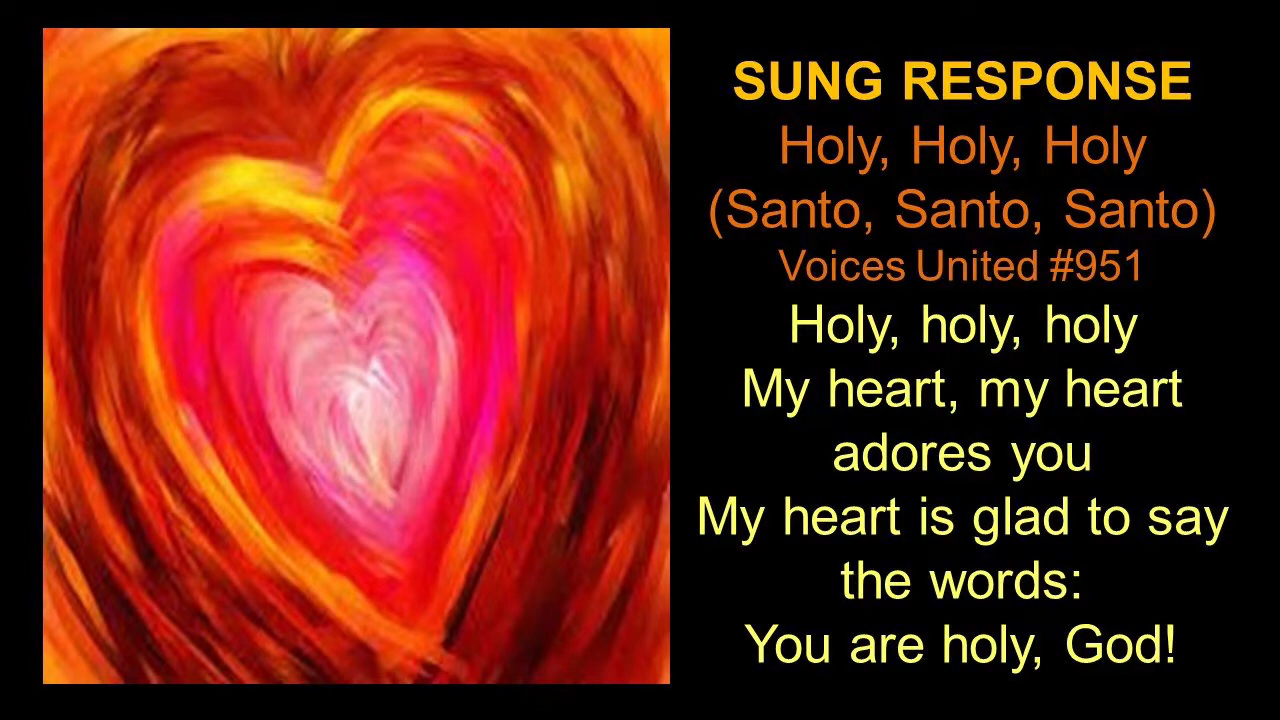 SUNG RESPONSE
Holy, Holy, Holy
(Santo, Santo, Santo)
Voices United #951
Holy, holy, holy
My heart, my heart
adores you
My heart is glad to say
the words:
You are holy, God!